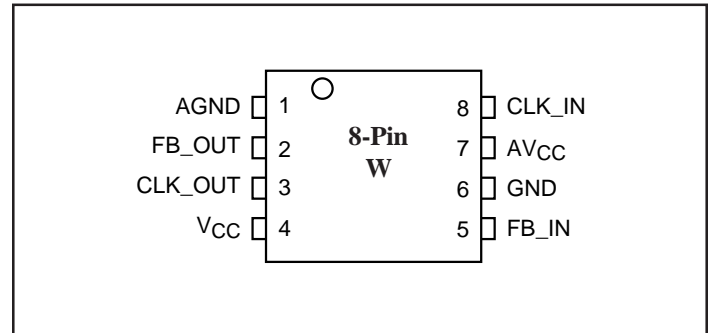 AGND 1
FB_OUT 2
CLK_OUT 3
VCC 4
8-Pin
W
8 CLK_IN
7 AVCC
6 GND
5 FB_IN